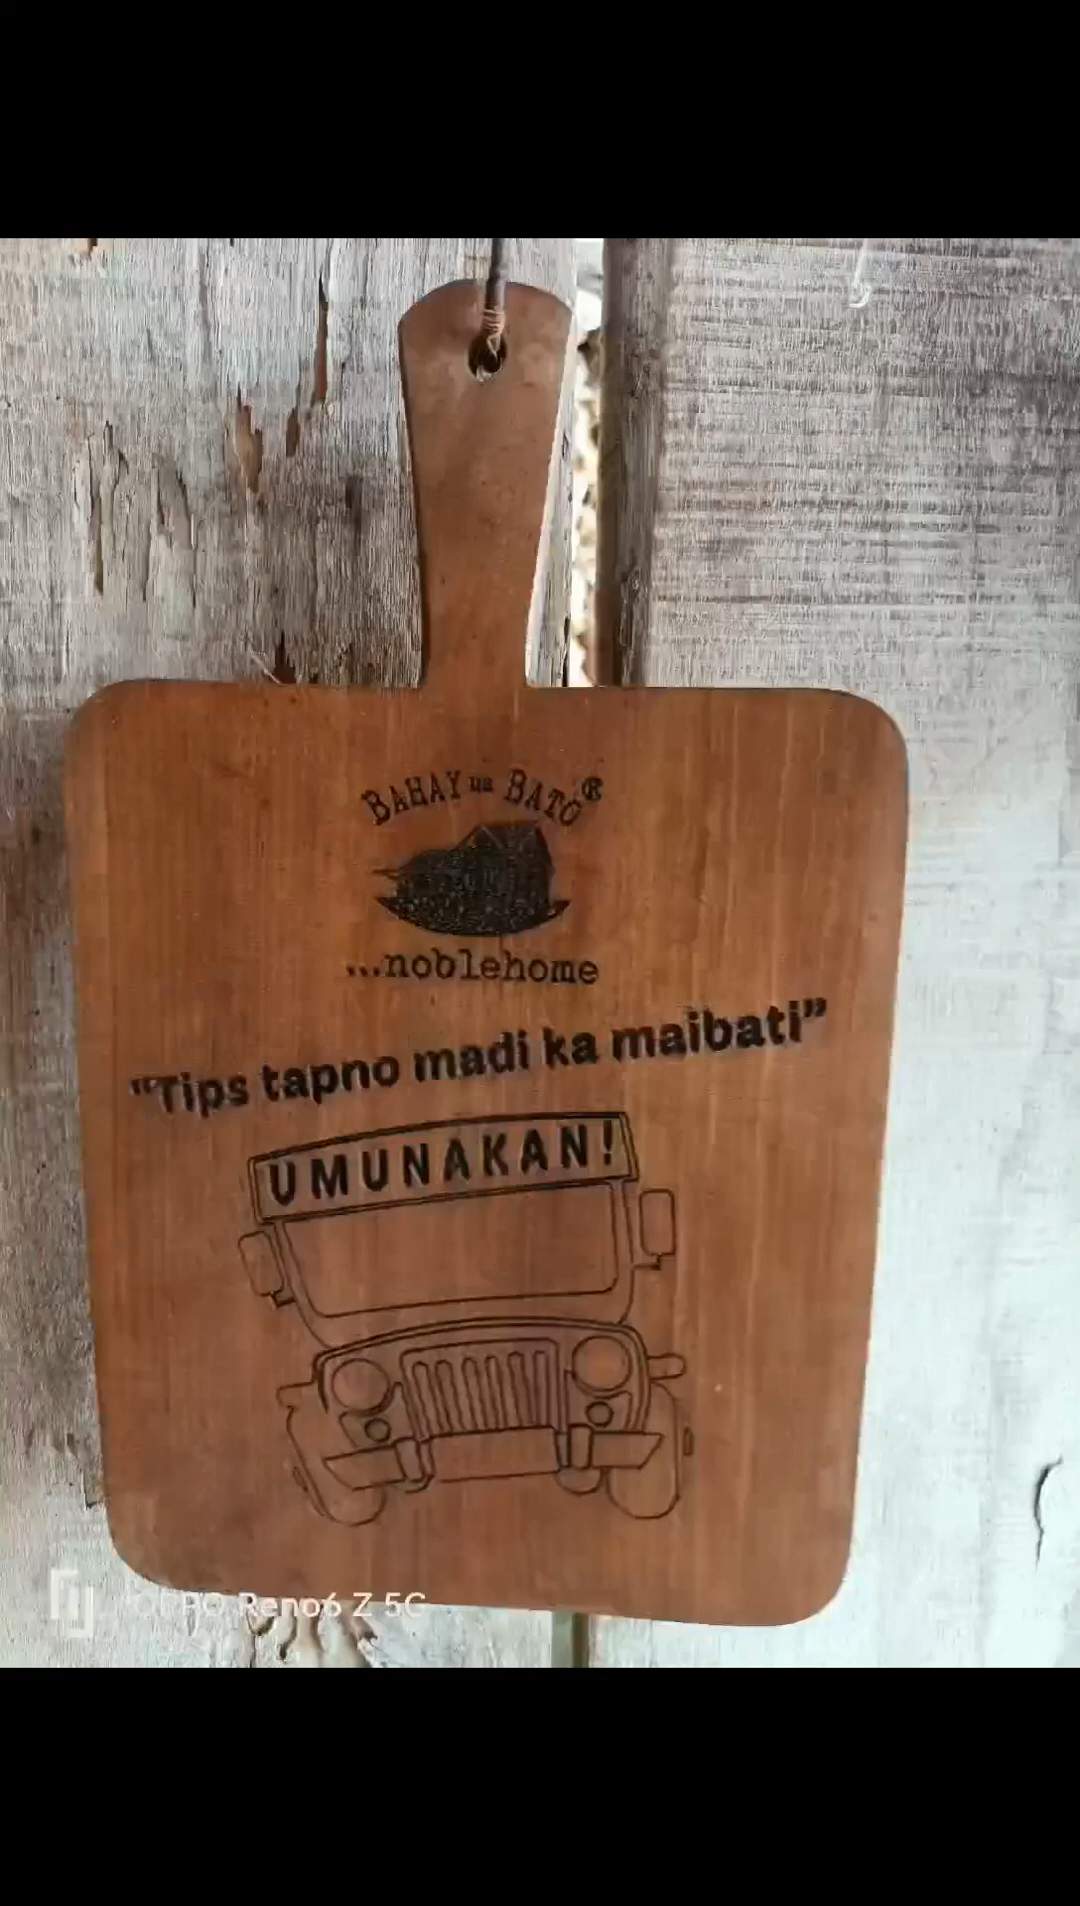 BAHAY na BATO®
...noblehome
“Tips tapno madi ka maibati”
UMUNAKAN!
OPPO Reno6 Z 5G